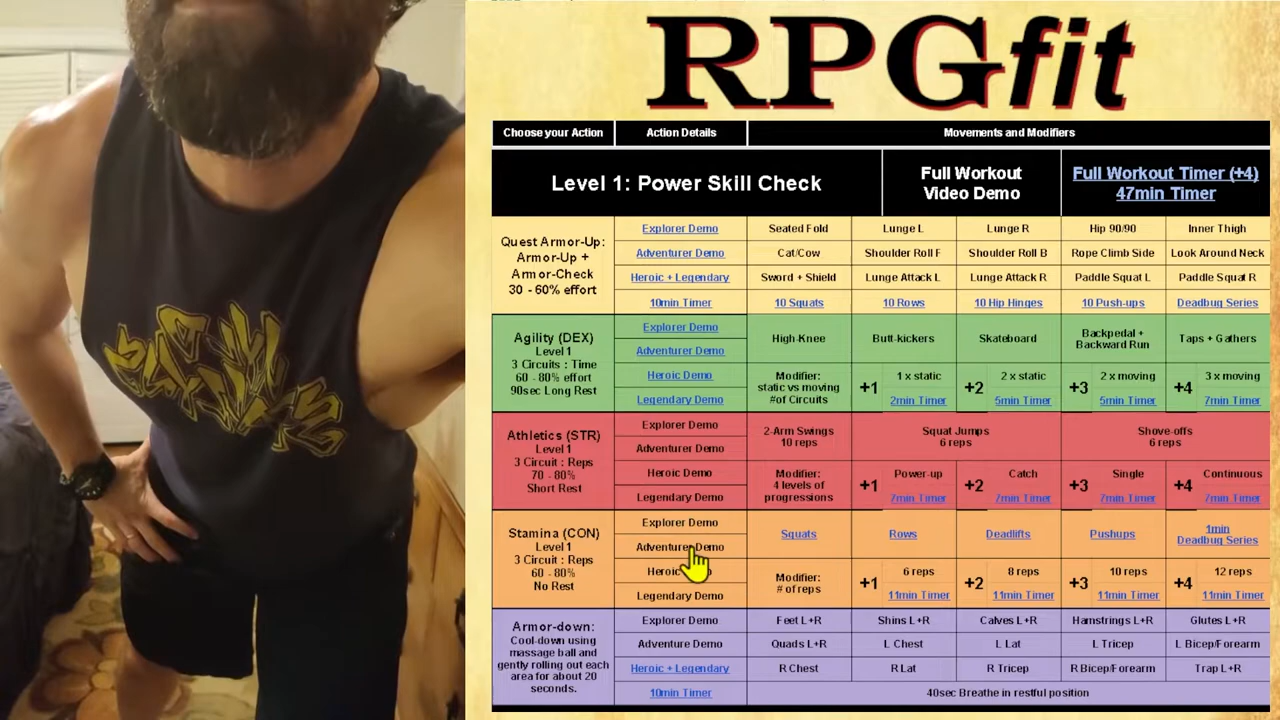 RPGfit
Choose your Action Action Details Movements and Modifiers
Level 1: Power Skill Check
Full Workout
Video Demo
Full Workout Timer (+4)
47min Timer
Quest Armor-Up:
Armor-Up +
Armor-Check
30 - 60% effort
Explorer Demo Seated Fold Lunge L Lunge R Hip 90/90 Inner Thigh
Adventurer Demo Cat/Cow Shoulder Roll F Shoulder Roll B Rope Climb Side Look Around Neck
Heroic + Legendary Sword + Shield Lunge Attack L Lunge Attack R Paddle Squat L Paddle Squat R
10min Timer 10 Squats 10 Rows 10 Hip Hinges 10 Push-ups Deadbug Series
Agility (DEX)
Level 1
3 Circuits : Time
60 - 80% effort
90sec Long Rest
Explorer Demo
Adventurer Demo
Heroic Demo
Legendary Demo
High-Knee Butt-kickers Skateboard
Backpedal +
Backward Run
Taps + Gathers
Modifier:
static vs moving
#of Circuits
+1 1 x static
2min Timer
+2 2 x static
5min Timer
+3 2 x moving
5min Timer
+4 3 x moving
7min Timer
Athletics (STR)
Level 1
3 Circuit : Reps
70 - 80%
Short Rest
Explorer Demo
Adventurer Demo
Heroic Demo
Legendary Demo
2-Arm Swings
10 reps
Squat Jumps
6 reps
Shove-offs
6 reps
Modifier:
4 levels of
progressions
+1 Power-up
7min Timer
+2 Catch
7min Timer
+3 Single
7min Timer
+4 Continuous
7min Timer
Stamina (CON)
Level 1
3 Circuit : Reps
60 - 80%
No Rest
Explorer Demo
Adventurer Demo
Heroic
Legendary Demo
Squats Rows Deadlifts Pushups
1min
Deadbug Series
Modifier:
# of reps
+1 6 reps
11min Timer
+2 8 reps
11min Timer
+3 10 reps
11min Timer
+4 12 reps
11min Timer
Armor-down:
Cool-down using
massage ball and
gently rolling out each
area for about 20
seconds.
Explorer Demo Feet L+R Shins L+R Calves L+R Hamstrings L+R Glutes L+R
Adventure Demo Quads L+R L Chest L Lat L Tricep L Bicep/Forearm
Heroic + Legendary R Chest R Lat R Tricep R Bicep/Forearm Trap L+R
10min Timer 40sec Breathe in restful position